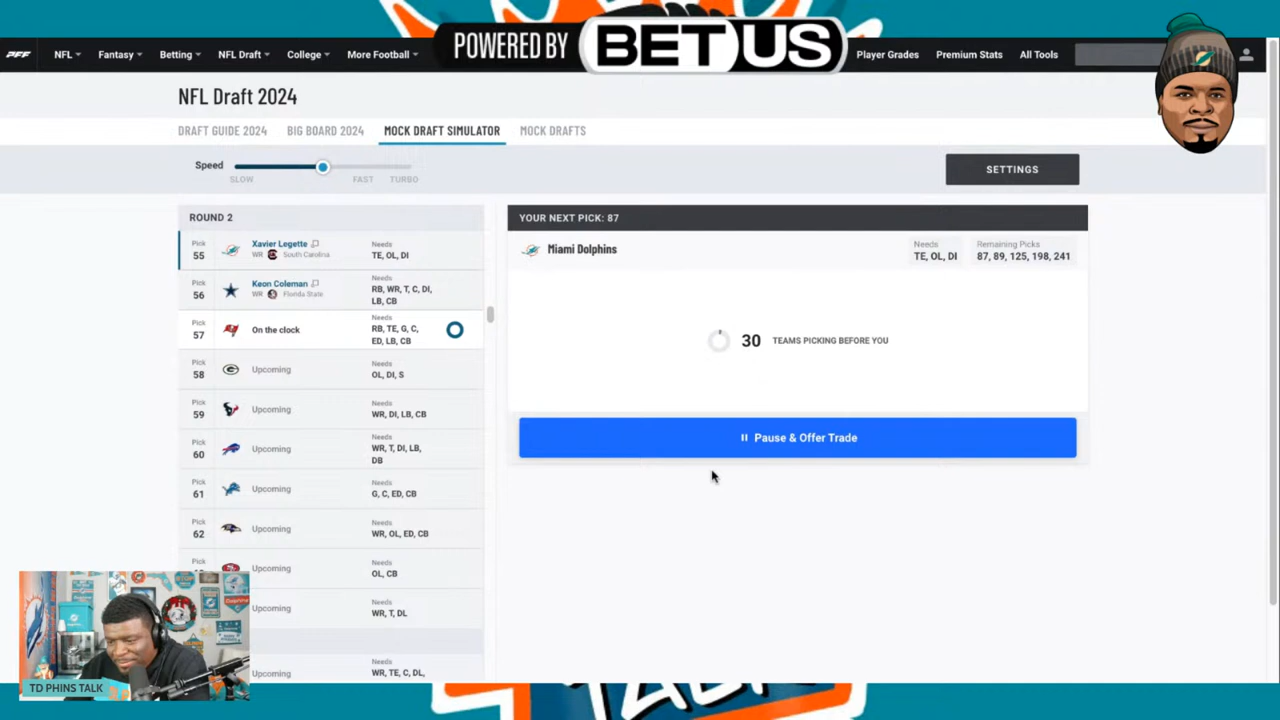 POWERED BY BETUS
PFF NFL Fantasy Betting NFL Draft College More Football Player Grades Premium Stats All Tools
NFL Draft 2024
DRAFT GUIDE 2024 BIG BOARD 2024 MOCK DRAFT SIMULATOR MOCK DRAFTS
Speed
SLOW FAST TURBO
SETTINGS
ROUND 2
Pick 55 Xavier Legette WR South Carolina Needs TE, OL, DI
Pick 56 Keon Coleman WR Florida State Needs RB, WR, T, C, DI,
LB, CB
Pick 57 On the clock Needs RB, TE, G, C,
ED, LB, CB
Pick 58 Upcoming Needs OL, DI, S
Pick 59 Upcoming Needs WR, DI, LB, CB
Pick 60 Upcoming Needs WR, T, DI, LB,
DB
Pick 61 Upcoming Needs G, C, ED, CB
Pick 62 Upcoming Needs WR, OL, ED, CB
Upcoming Needs OL, CB
Upcoming Needs WR, T, DL
Upcoming Needs WR, TE, C, DL,
YOUR NEXT PICK: 87
Miami Dolphins
Needs
TE, OL, DI
Remaining Picks
87, 89, 125, 198, 241
30 TEAMS PICKING BEFORE YOU
Pause & Offer Trade
TD PHINS TALK
TALK